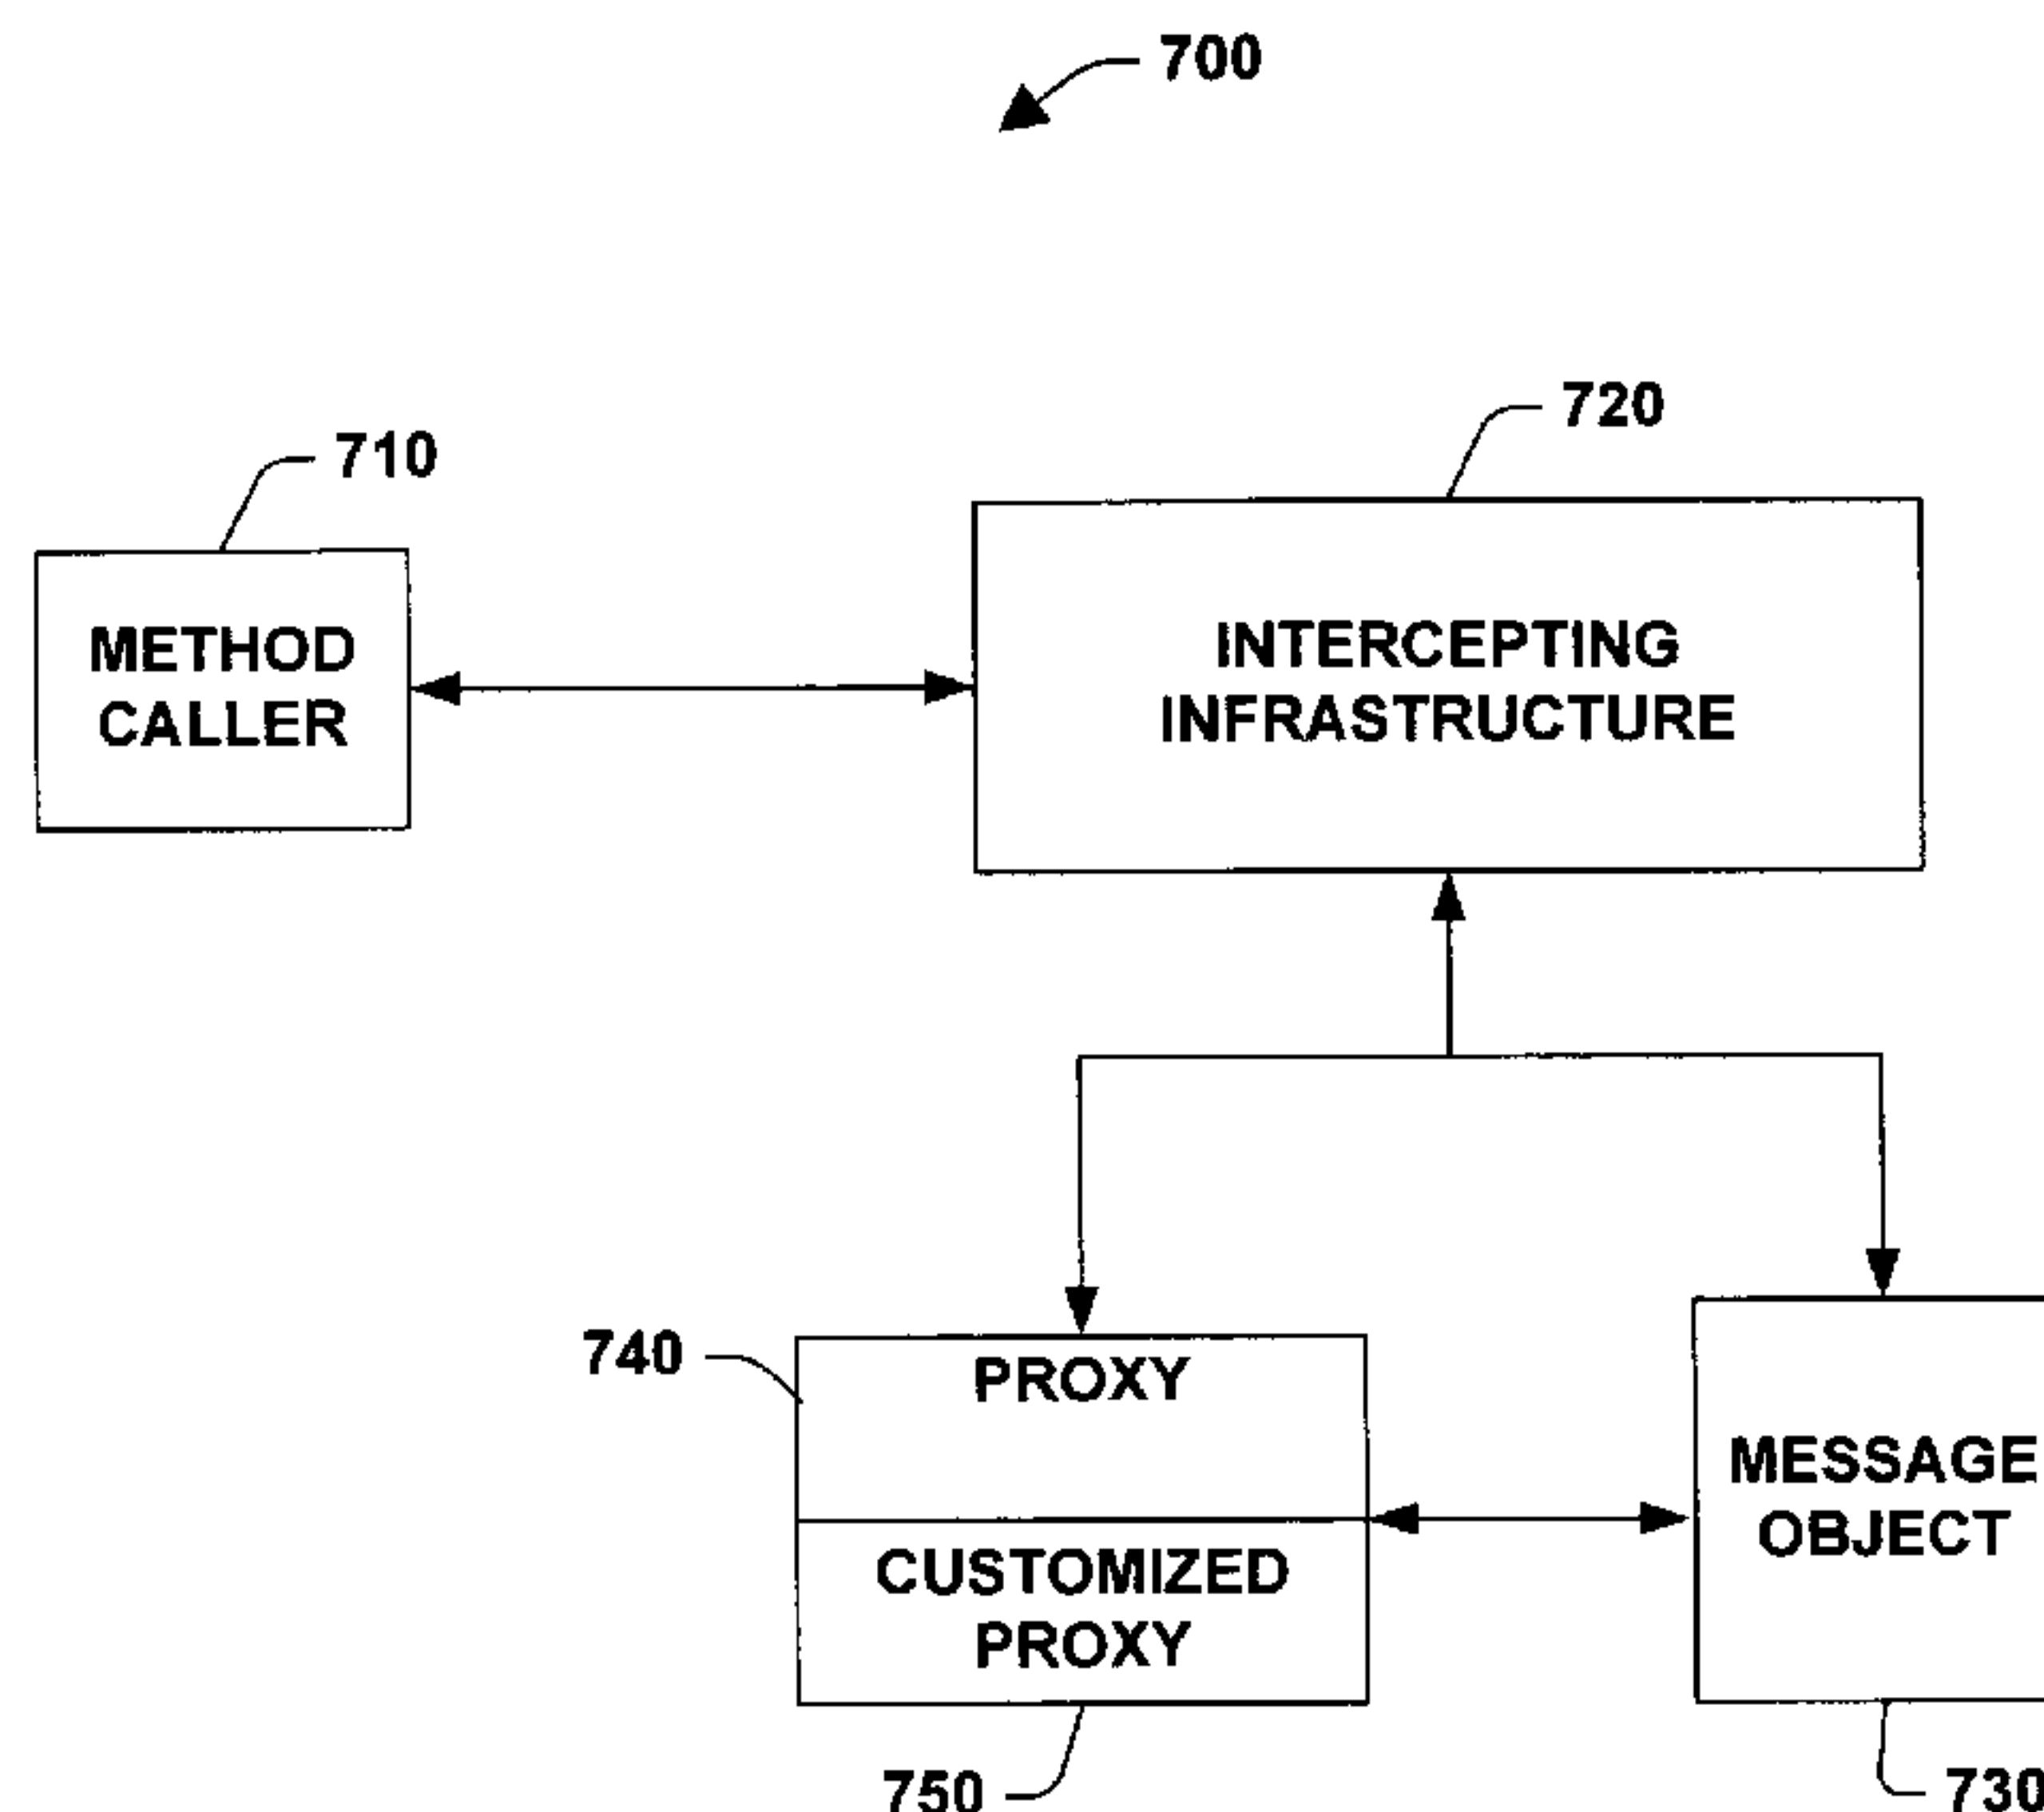 700
720
710
METHOD
CALLER
INTERCEPTING
INFRASTRUCTURE
740
PROXY
CUSTOMIZED
PROXY
MESSAGE
OBJECT
750
730